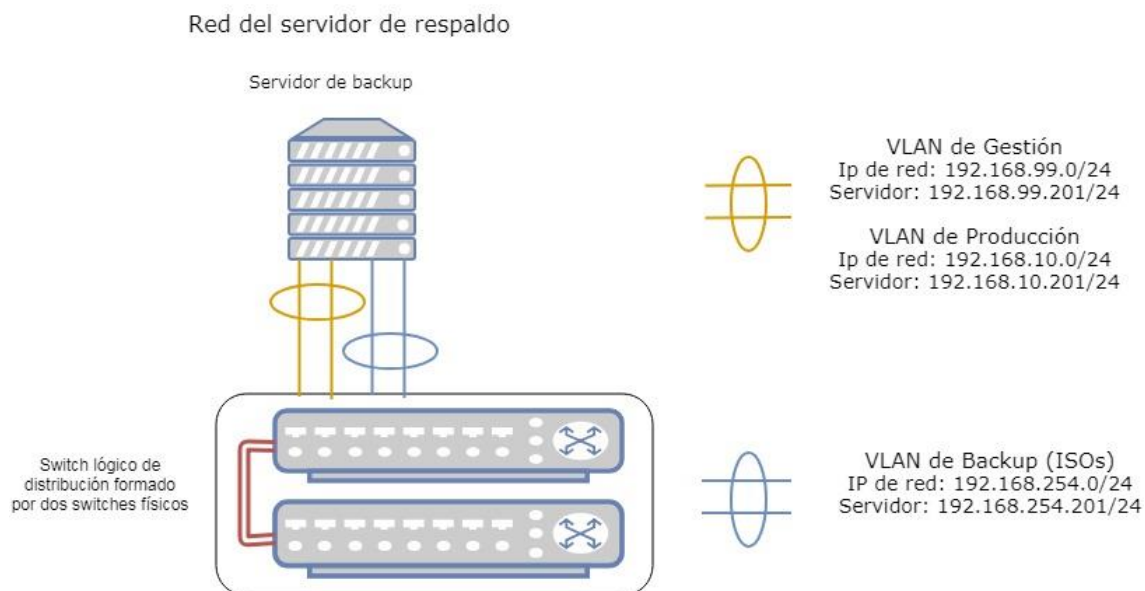 Red del servidor de respaldo
Servidor de backup
VLAN de Gestión
Ip de red: 192.168.99.0/24
Servidor: 192.168.99.201/24
VLAN de Producción
Ip de red: 192.168.10.0/24
Servidor: 192.168.10.201/24
Switch lógico de
distribución formado
por dos switches físicos
VLAN de Backup (ISOs)
IP de red: 192.168.254.0/24
Servidor: 192.168.254.201/24